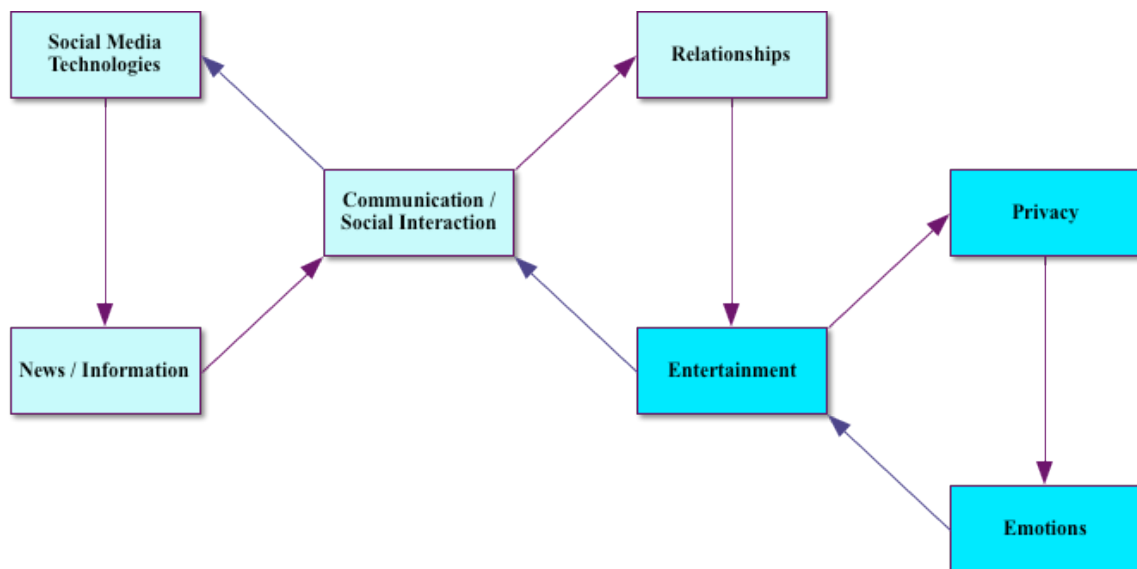 Social Media
Technologies
Relationships
Communication /
Social Interaction
Privacy
News / Information
Entertainment
Emotions